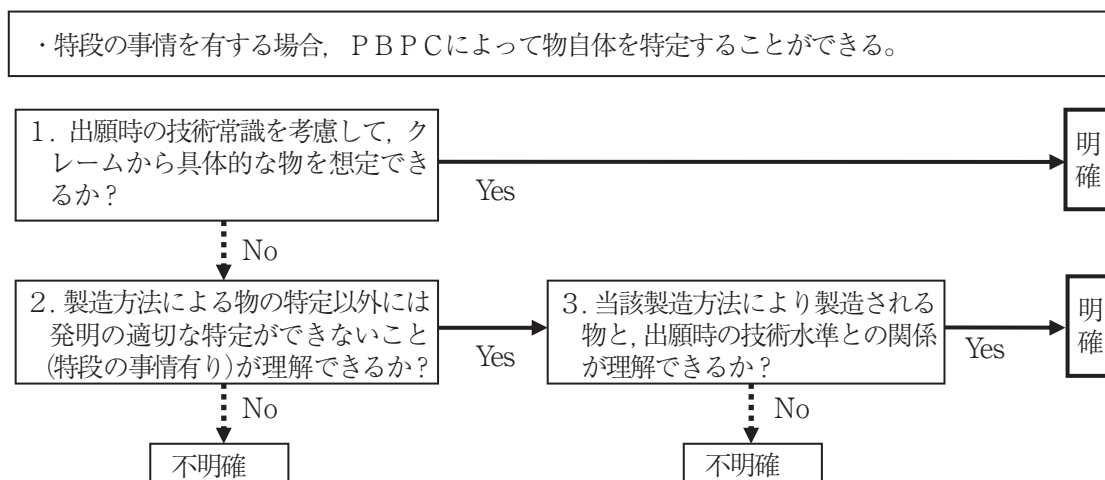 ・特段の事情を有する場合，ＰＢＰＣによって物自体を特定することができる。
１．出願時の技術常識を考慮して，ク
レームから具体的な物を想定でき
るか？
Yes
明
確
No
２．製造方法による物の特定以外には
発明の適切な特定ができないこと
(特段の事情有り)が理解できるか？
Yes
３．当該製造方法により製造される
物と，出願時の技術水準との関係
が理解できるか？
Yes
明
確
No
No
不明確
不明確